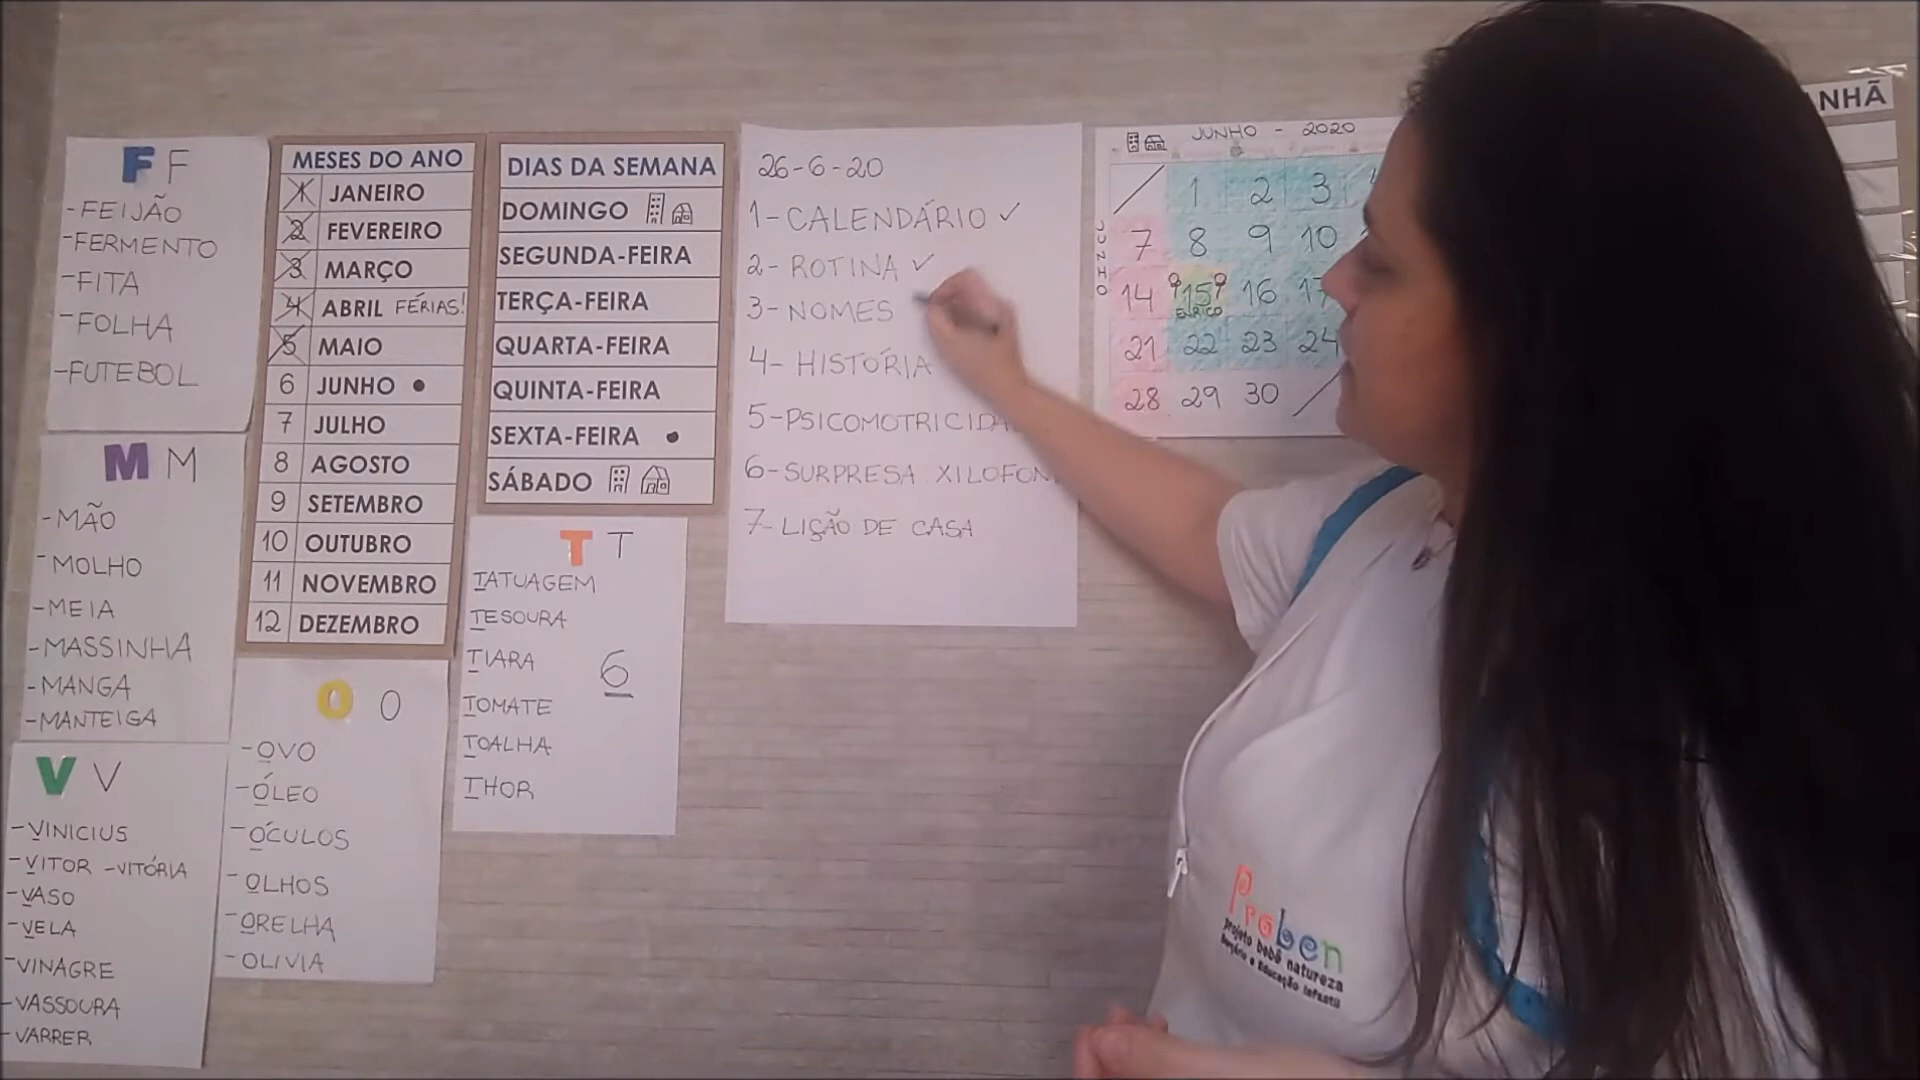 F F
-FEIJÃO
-FERMENTO
-FITA
-FOLHA
-FUTEBOL
M M
-MÃO
-MOLHO
-MEIA
-MASSINHA
-MANGA
-MANTEIGA
V V
-VINICIUS
-VITOR -VITÓRIA
-VASO
-VELA
-VINAGRE
-VASSOURA
-VARRER
MESES DO ANO
1 JANEIRO
2 FEVEREIRO
3 MARÇO
4 ABRIL FÉRIAS!
5 MAIO
6 JUNHO •
7 JULHO
8 AGOSTO
9 SETEMBRO
10 OUTUBRO
11 NOVEMBRO
12 DEZEMBRO
O O
-OVO
-ÓLEO
-ÓCULOS
-OLHOS
-ORELHA
-OLIVIA
DIAS DA SEMANA
DOMINGO
SEGUNDA-FEIRA
TERÇA-FEIRA
QUARTA-FEIRA
QUINTA-FEIRA
SEXTA-FEIRA •
SÁBADO
T T
TATUAGEM
TESOURA
TIARA
TOMATE
TOALHA
THOR
6
26-6-20
1-CALENDÁRIO ✓
2-ROTINA ✓
3-NOMES
4-HISTÓRIA
5-PSICOMOTRICIDA
6-SURPRESA: XILOFON
7-LIÇÃO DE CASA
JUNHO - 2020
JUNHO
1 2 3
7 8 9 10
14 15 16 17
ENRICO
21 22 23 24
28 29 30
NHÃ
Proben
projeto bebê natureza
Berçário e Educação Infantil